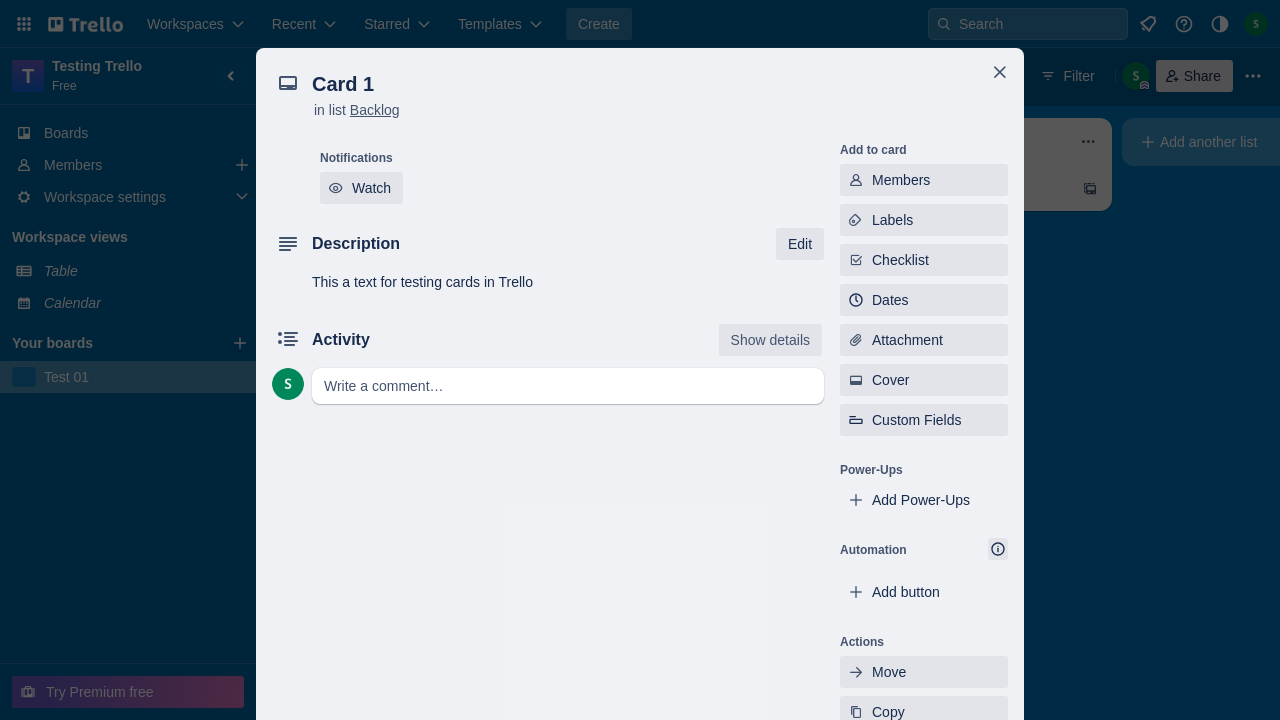 Trello
Workspaces
Recent
Starred
Templates
Create
Search
S
T
Testing Trello
Free
Boards
Members
Workspace settings
Workspace views
Table
Calendar
Your boards
Test 01
Try Premium free
Filter
S
Share
Add another list
Card 1
in list Backlog
Notifications
Watch
Description
Edit
This a text for testing cards in Trello
Activity
Show details
S
Write a comment…
Add to card
Members
Labels
Checklist
Dates
Attachment
Cover
Custom Fields
Power-Ups
Add Power-Ups
Automation
Add button
Actions
Move
Copy